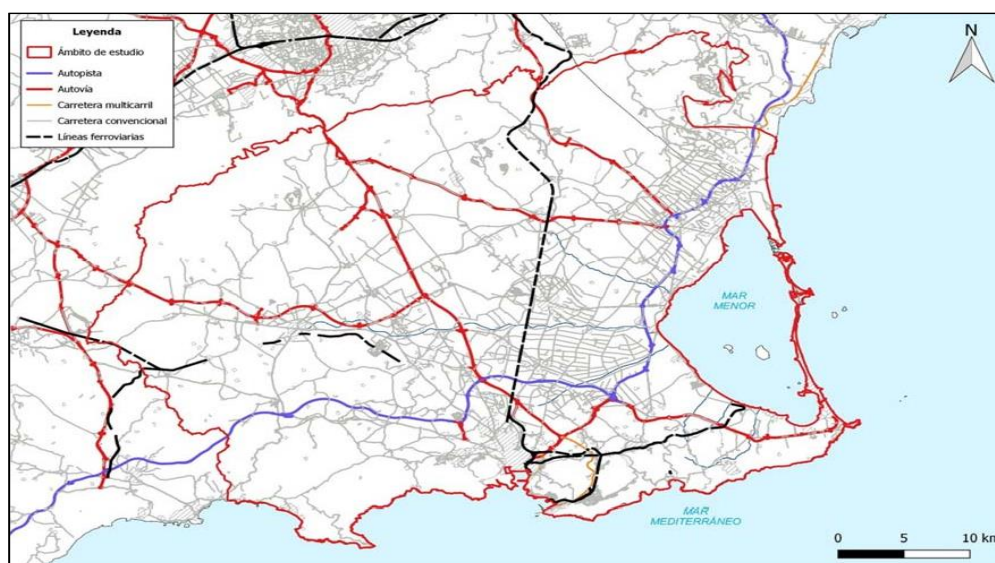 Leyenda
Ámbito de estudio
Autopista
Autovía
Carretera multicarril
Carretera convencional
Líneas ferroviarias
N
MAR
MENOR
MAR
MEDITERRÁNEO
0 5 10 km